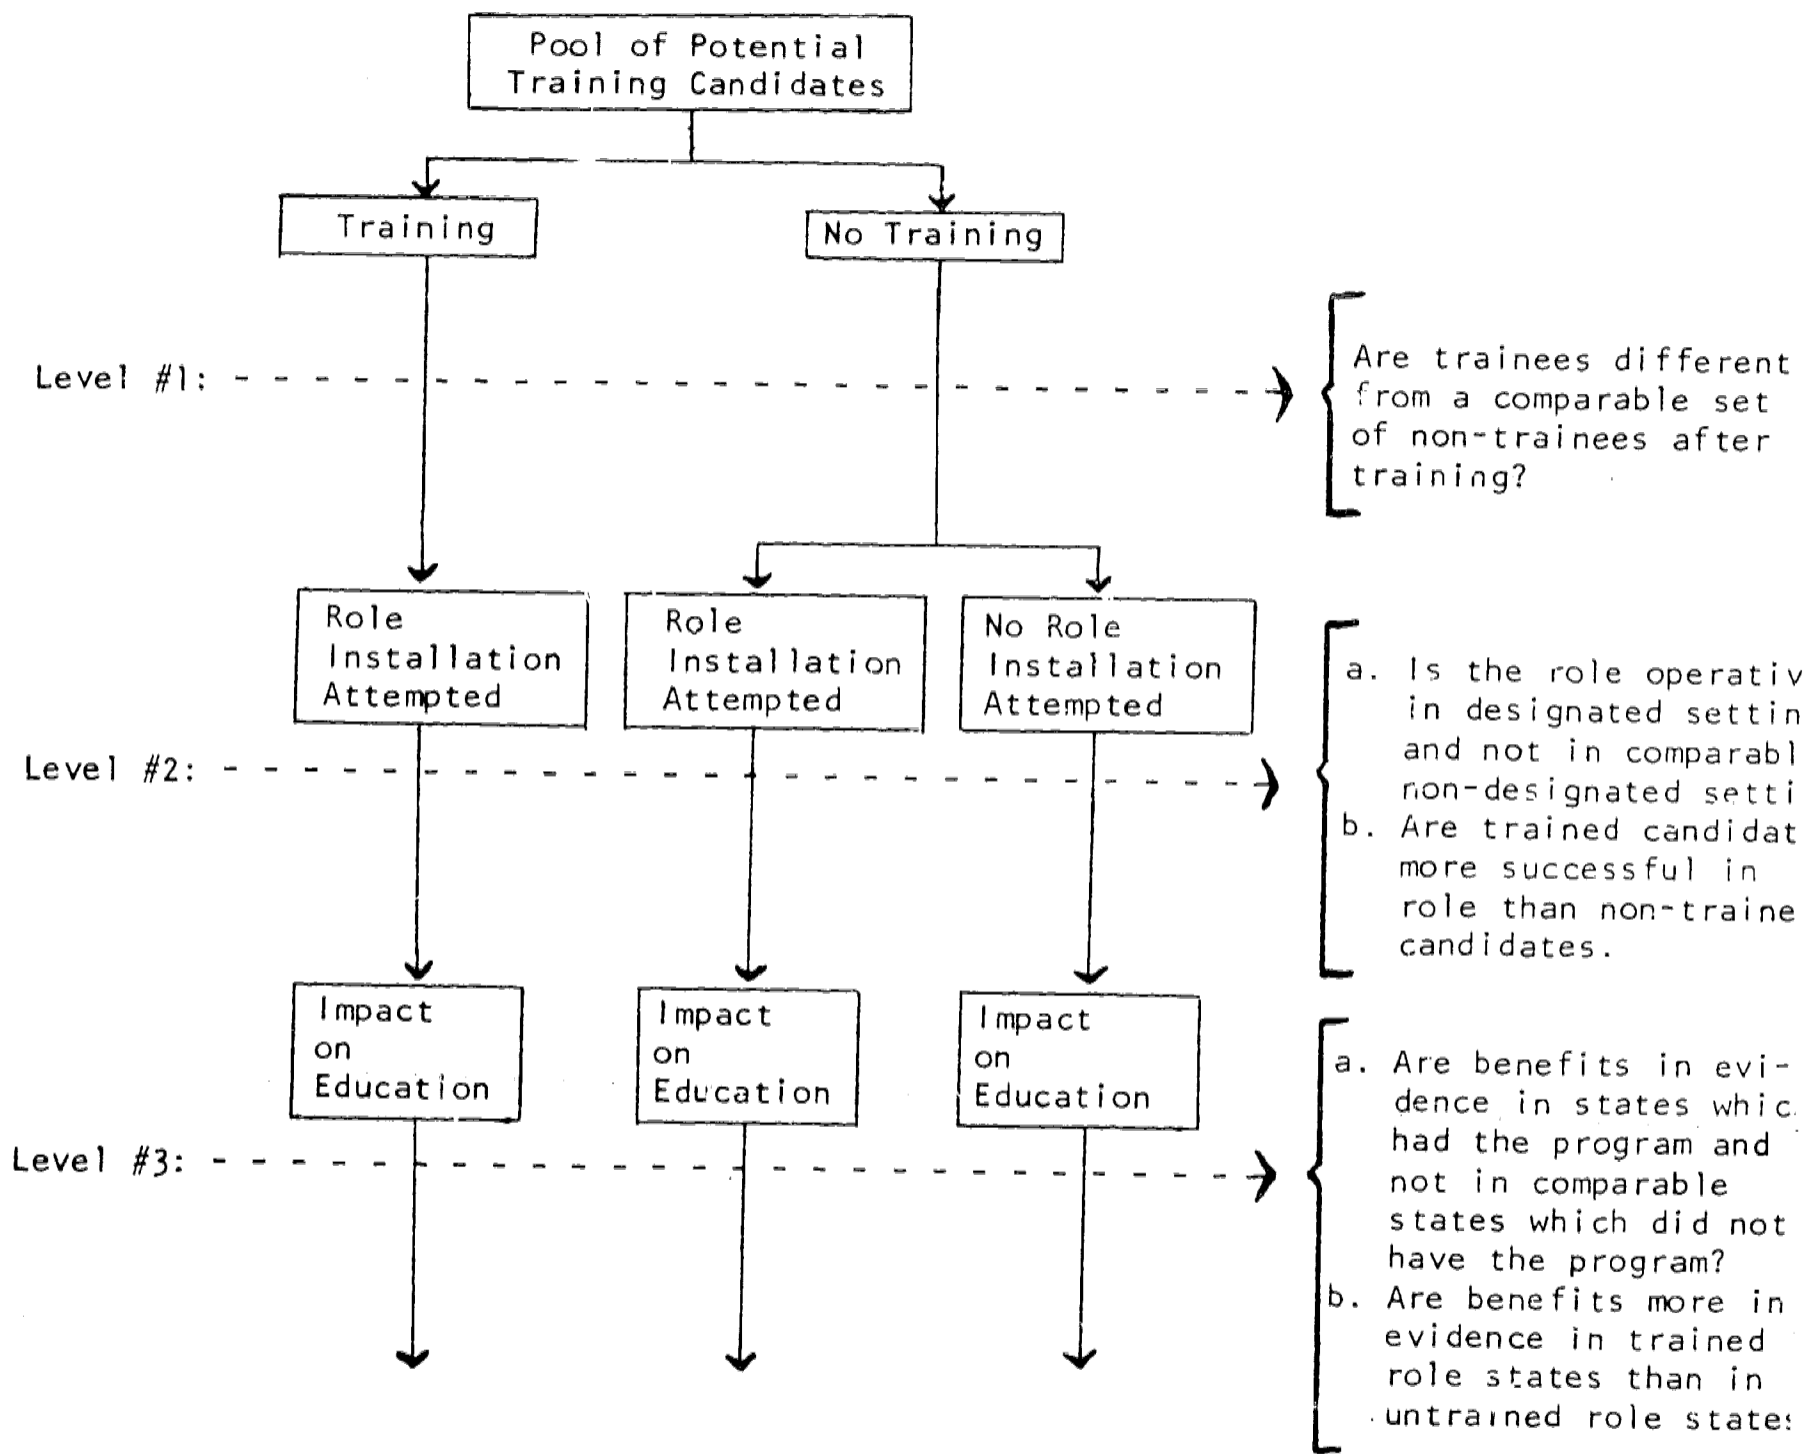 Pool of Potential
Training Candidates
Training
No Training
Level #1:
Are trainees different
from a comparable set
of non-trainees after
training?
Role
Installation
Attempted
Role
Installation
Attempted
No Role
Installation
Attempted
Level #2:
a. Is the role operativ
in designated settin
and not in comparabl
non-designated setti
b. Are trained candidat
more successful in
role than non-traine
candidates.
Impact
on
Education
Impact
on
Education
Impact
on
Education
Level #3:
a. Are benefits in evi-
dence in states whic
had the program and
not in comparable
states which did not
have the program?
b. Are benefits more in
evidence in trained
role states than in
untrained role states